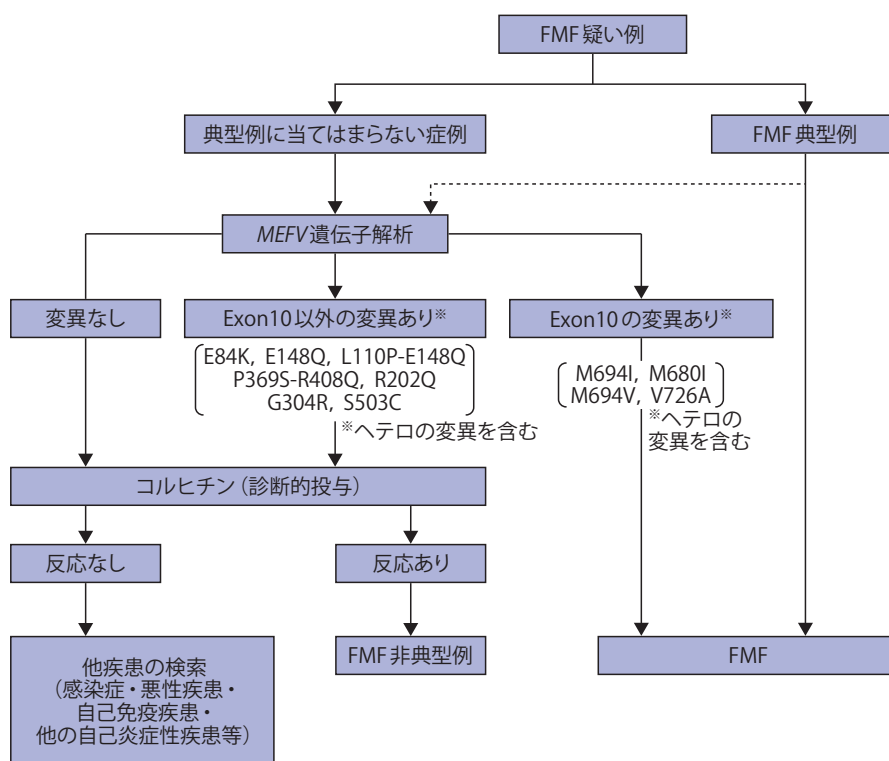 FMF疑い例
典型例に当てはまらない症例
FMF典型例
MEFV遺伝子解析
変異なし
Exon10以外の変異あり※
Exon10の変異あり※
E84K, E148Q, L110P-E148Q
P369S-R408Q, R202Q
G304R, S503C
※ヘテロの変異を含む
M694I, M680I
M694V, V726A
※ヘテロの
変異を含む
コルヒチン(診断的投与)
反応なし
反応あり
他疾患の検索
(感染症・悪性疾患・
自己免疫疾患・
他の自己炎症性疾患等)
FMF非典型例
FMF